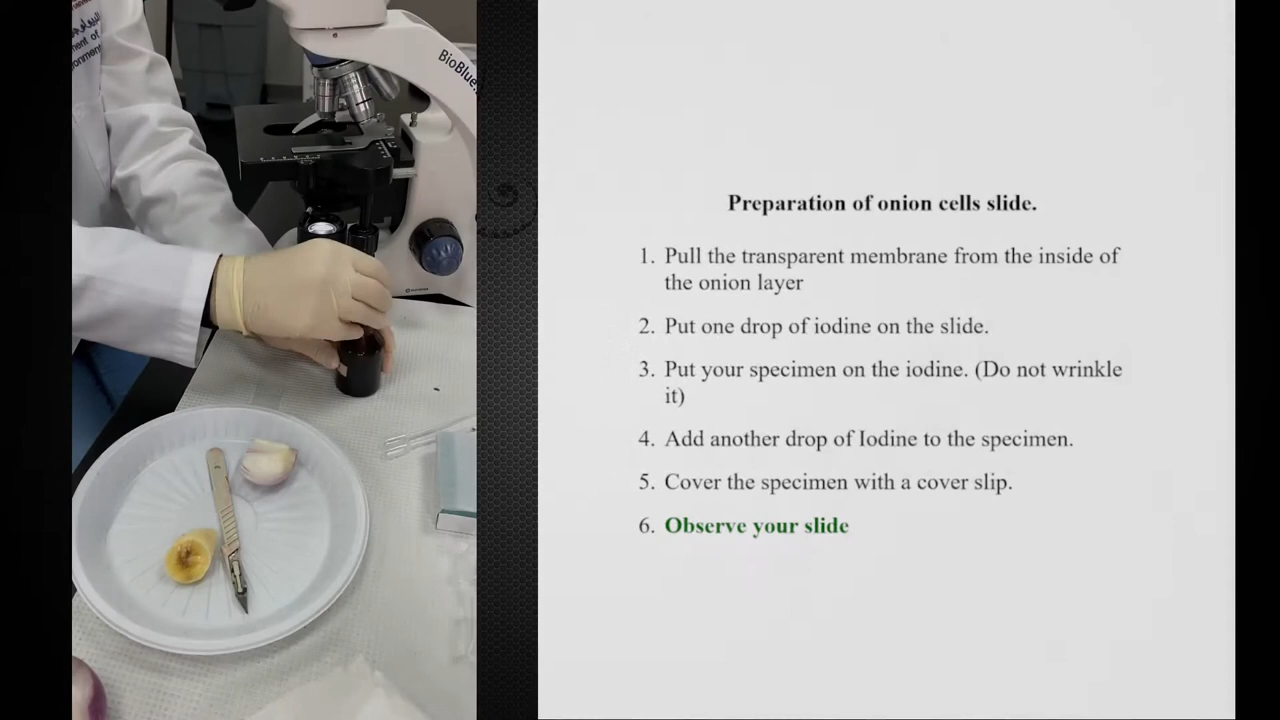 BioBlue
Preparation of onion cells slide.
1. Pull the transparent membrane from the inside of
the onion layer
2. Put one drop of iodine on the slide.
3. Put your specimen on the iodine. (Do not wrinkle
it)
4. Add another drop of Iodine to the specimen.
5. Cover the specimen with a cover slip.
6. Observe your slide